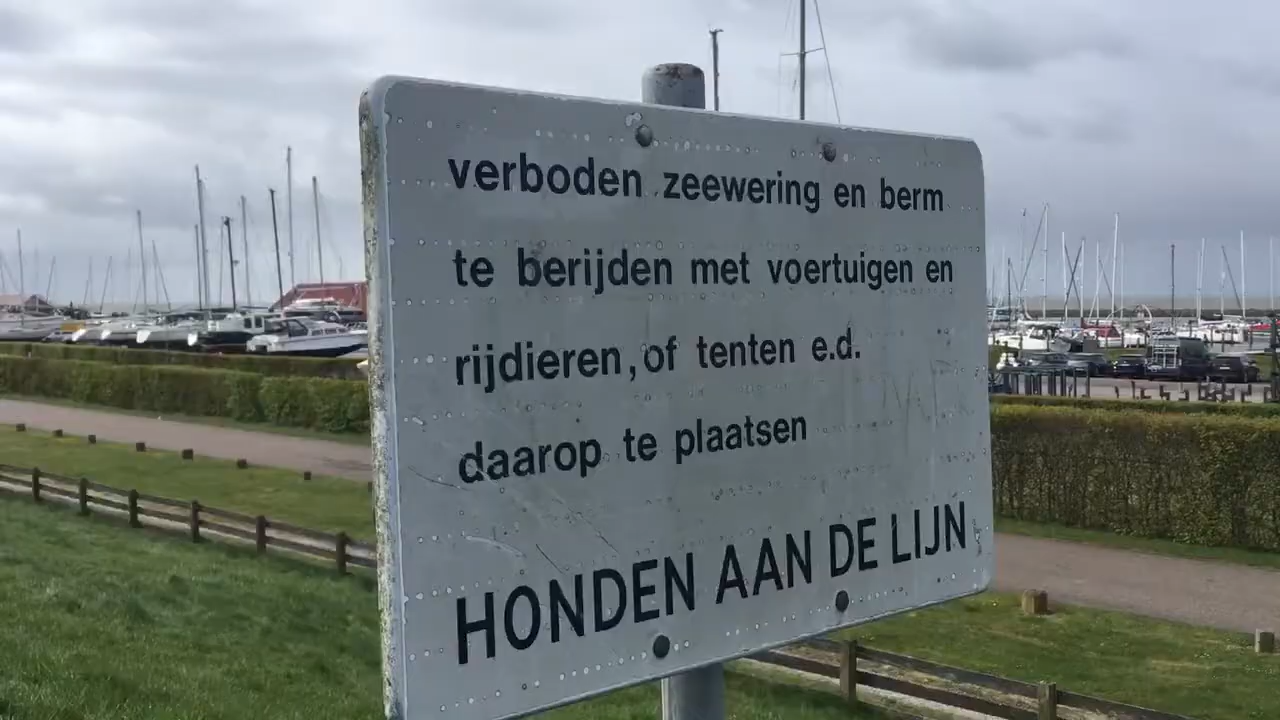 verboden zeewering en berm
te berijden met voertuigen en
rijdieren, of tenten e.d.
daarop te plaatsen
HONDEN AAN DE LIJN